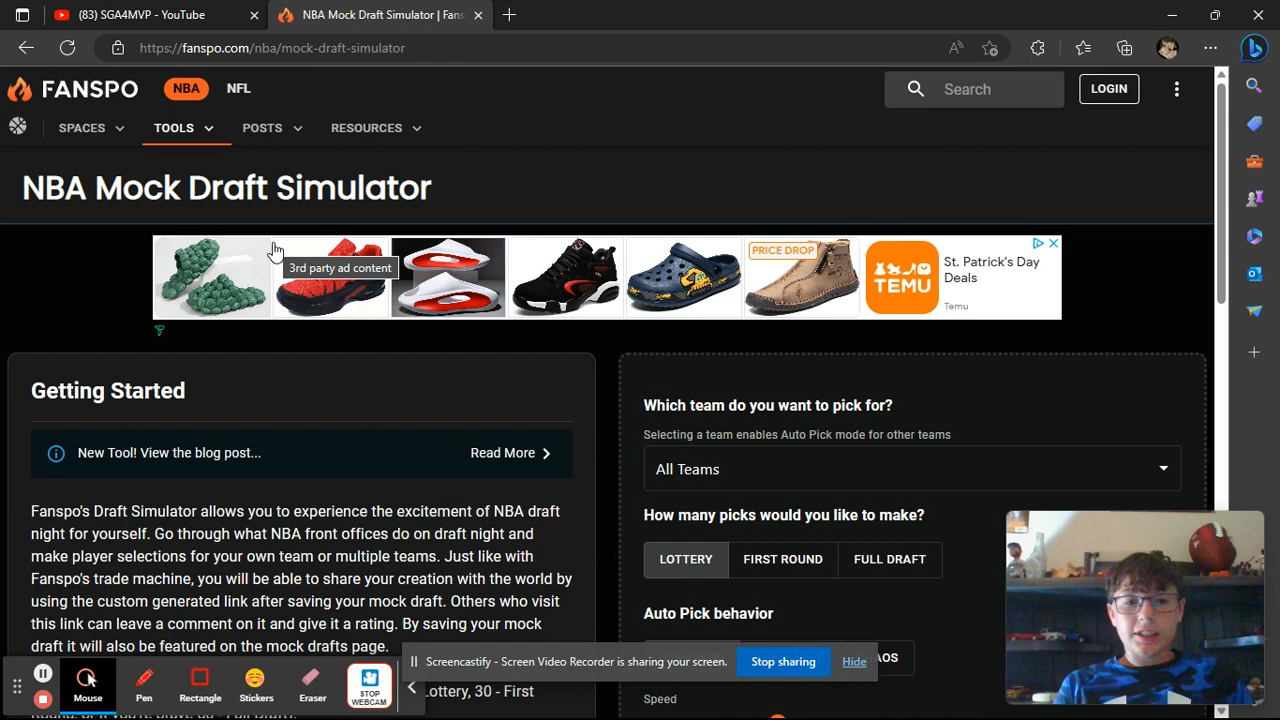 (83) SGA4MVP - YouTube
NBA Mock Draft Simulator | Fans
https://fanspo.com/nba/mock-draft-simulator
FANSPO
NBA
NFL
Search
LOGIN
SPACES
TOOLS
POSTS
RESOURCES
NBA Mock Draft Simulator
3rd party ad content
PRICE DROP
TEMU
St. Patrick's Day
Deals
Temu
Getting Started
New Tool! View the blog post...
Read More
Fanspo's Draft Simulator allows you to experience the excitement of NBA draft
night for yourself. Go through what NBA front offices do on draft night and
make player selections for your own team or multiple teams. Just like with
Fanspo's trade machine, you will be able to share your creation with the world by
using the custom generated link after saving your mock draft. Others who visit
this link can leave a comment on it and give it a rating. By saving your mock
draft it will also be featured on the mock drafts page.
Lottery, 30 - First
Which team do you want to pick for?
Selecting a team enables Auto Pick mode for other teams
All Teams
How many picks would you like to make?
LOTTERY
FIRST ROUND
FULL DRAFT
Auto Pick behavior
Speed
Screencastify - Screen Video Recorder is sharing your screen.
Stop sharing
Hide
Mouse
Pen
Rectangle
Stickers
Eraser
STOP
WEBCAM